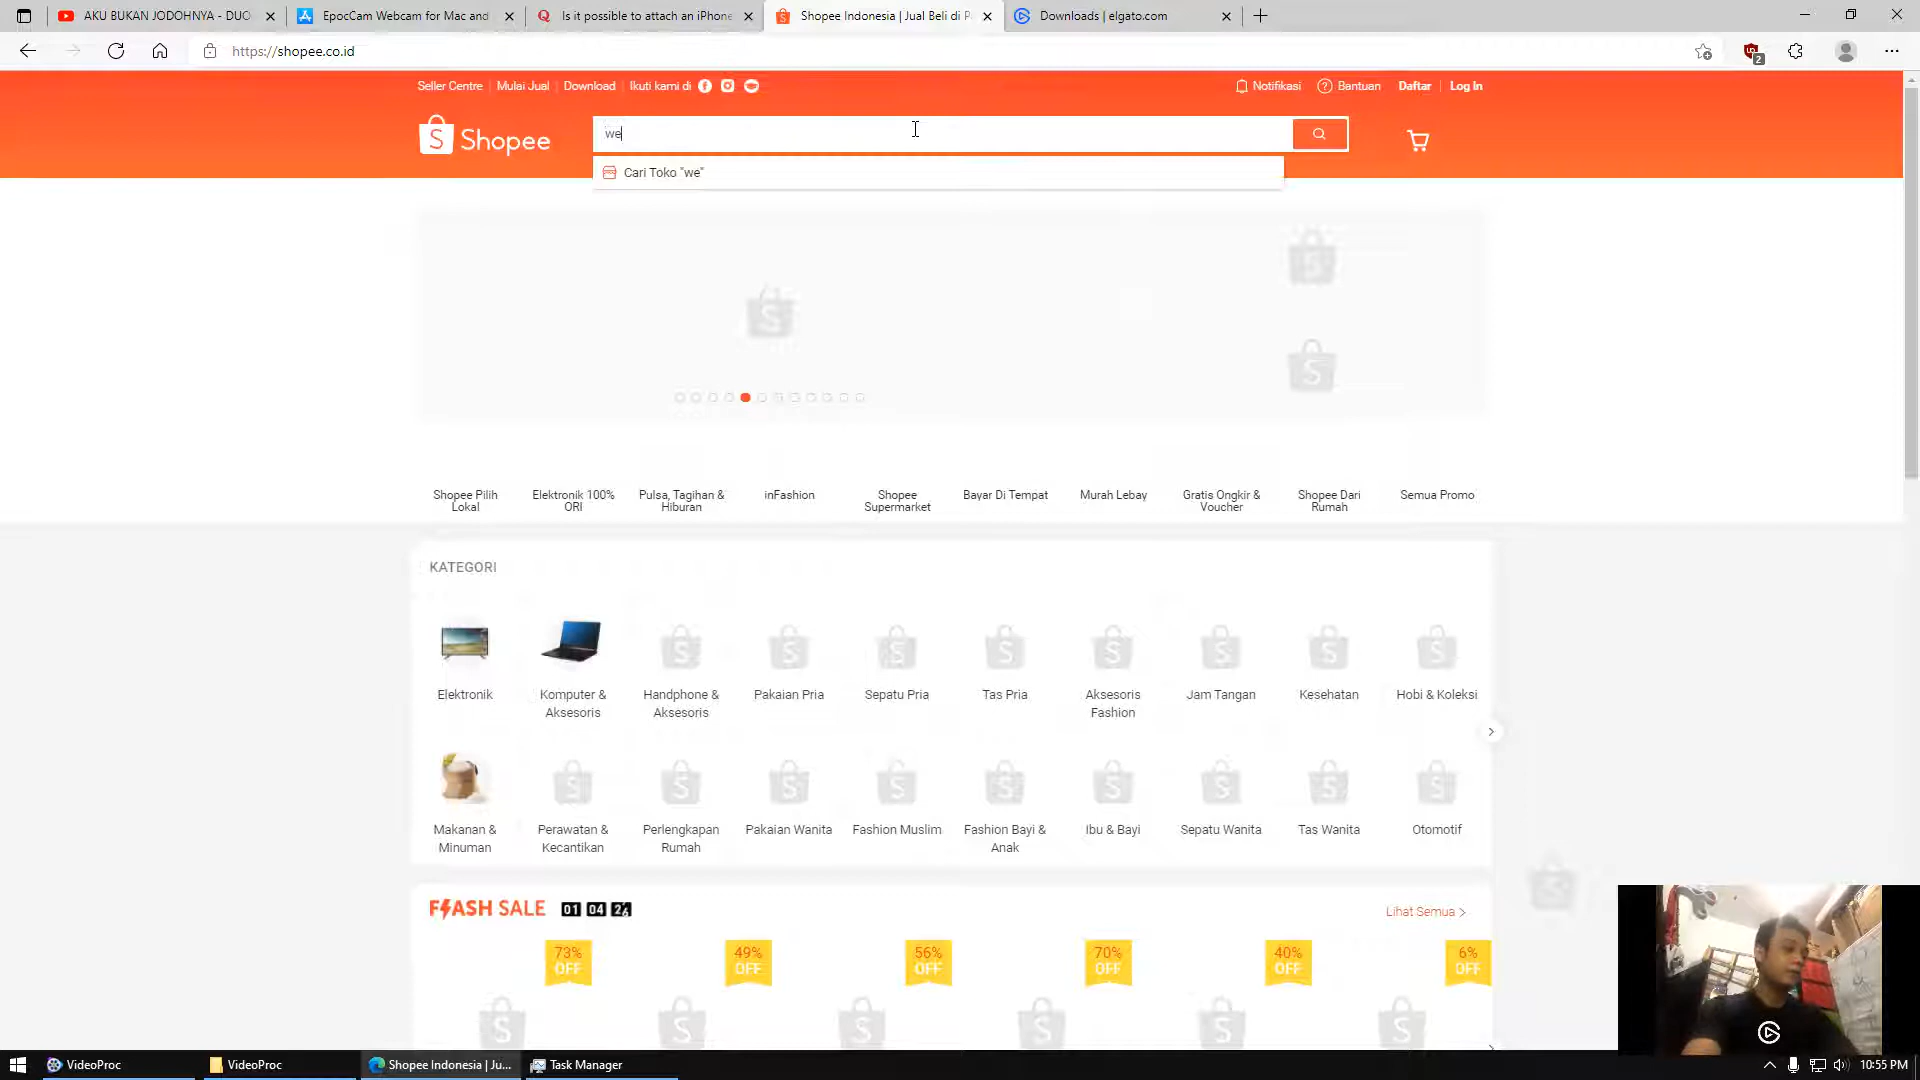 AKU BUKAN JODOHNYA - DUO
EpocCam Webcam for Mac and
Is it possible to attach an iPhone
Shopee Indonesia | Jual Beli di P
Downloads | elgato.com
https://shopee.co.id
2
Seller Centre
Mulai Jual
Download
Ikuti kami di
Notifikasi
Bantuan
Daftar
Log In
Shopee
we
Cari Toko "we"
Shopee Pilih
Lokal
Elektronik 100%
ORI
Pulsa, Tagihan &
Hiburan
inFashion
Shopee
Supermarket
Bayar Di Tempat
Murah Lebay
Gratis Ongkir &
Voucher
Shopee Dari
Rumah
Semua Promo
KATEGORI
Elektronik
Komputer &
Aksesoris
Handphone &
Aksesoris
Pakaian Pria
Sepatu Pria
Tas Pria
Aksesoris
Fashion
Jam Tangan
Kesehatan
Hobi & Koleksi
Makanan &
Minuman
Perawatan &
Kecantikan
Perlengkapan
Rumah
Pakaian Wanita
Fashion Muslim
Fashion Bayi &
Anak
Ibu & Bayi
Sepatu Wanita
Tas Wanita
Otomotif
FLASH SALE 01 04 26
Lihat Semua >
73%
OFF
49%
OFF
56%
OFF
70%
OFF
40%
OFF
6%
OFF
VideoProc
VideoProc
Shopee Indonesia | Ju...
Task Manager
10:55 PM